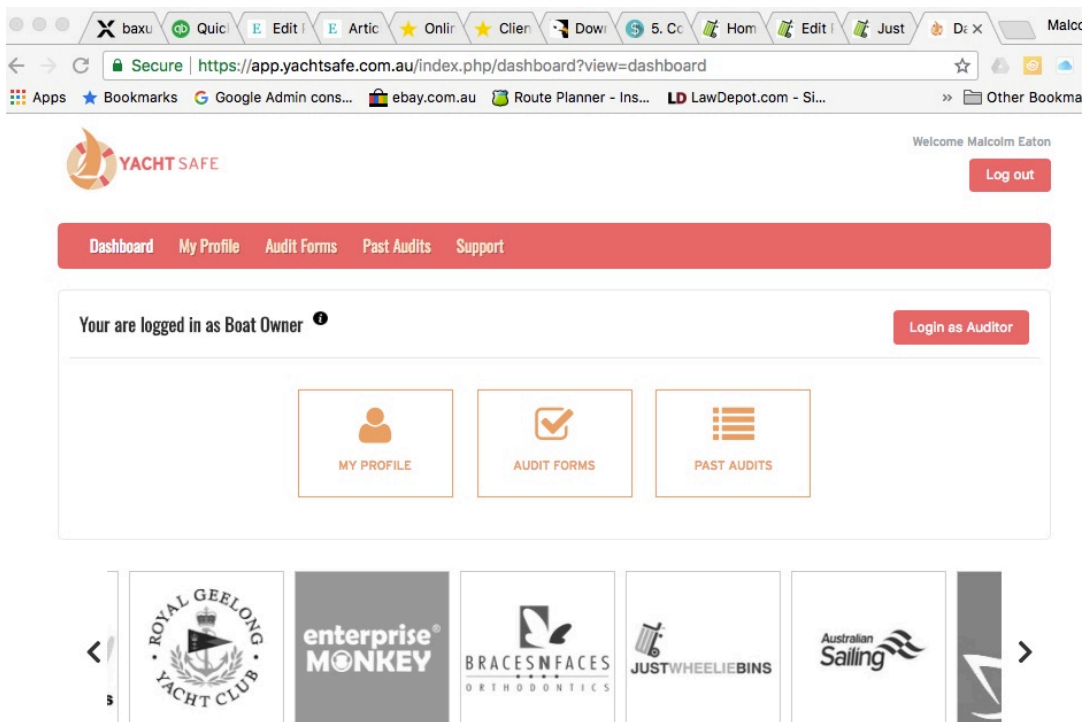 baxu Quic Edit Artic Onlir Clien Dow 5. Cc Hom Edit Just Da Malco
Secure https://app.yachtsafe.com.au/index.php/dashboard?view=dashboard
Apps Bookmarks G Google Admin cons... ebay.com.au Route Planner - Ins... LD LawDepot.com - Si... » Other Bookma
Welcome Malcolm Eaton
YACHT SAFE
Log out
Dashboard My Profile Audit Forms Past Audits Support
Your are logged in as Boat Owner
Login as Auditor
MY PROFILE AUDIT FORMS PAST AUDITS
ROYAL GEELONG YACHT CLUB
enterprise®
MONKEY
BRACESNFACES
ORTHODONTICS
JUSTWHEELIEBINS
Australian
Sailing
s